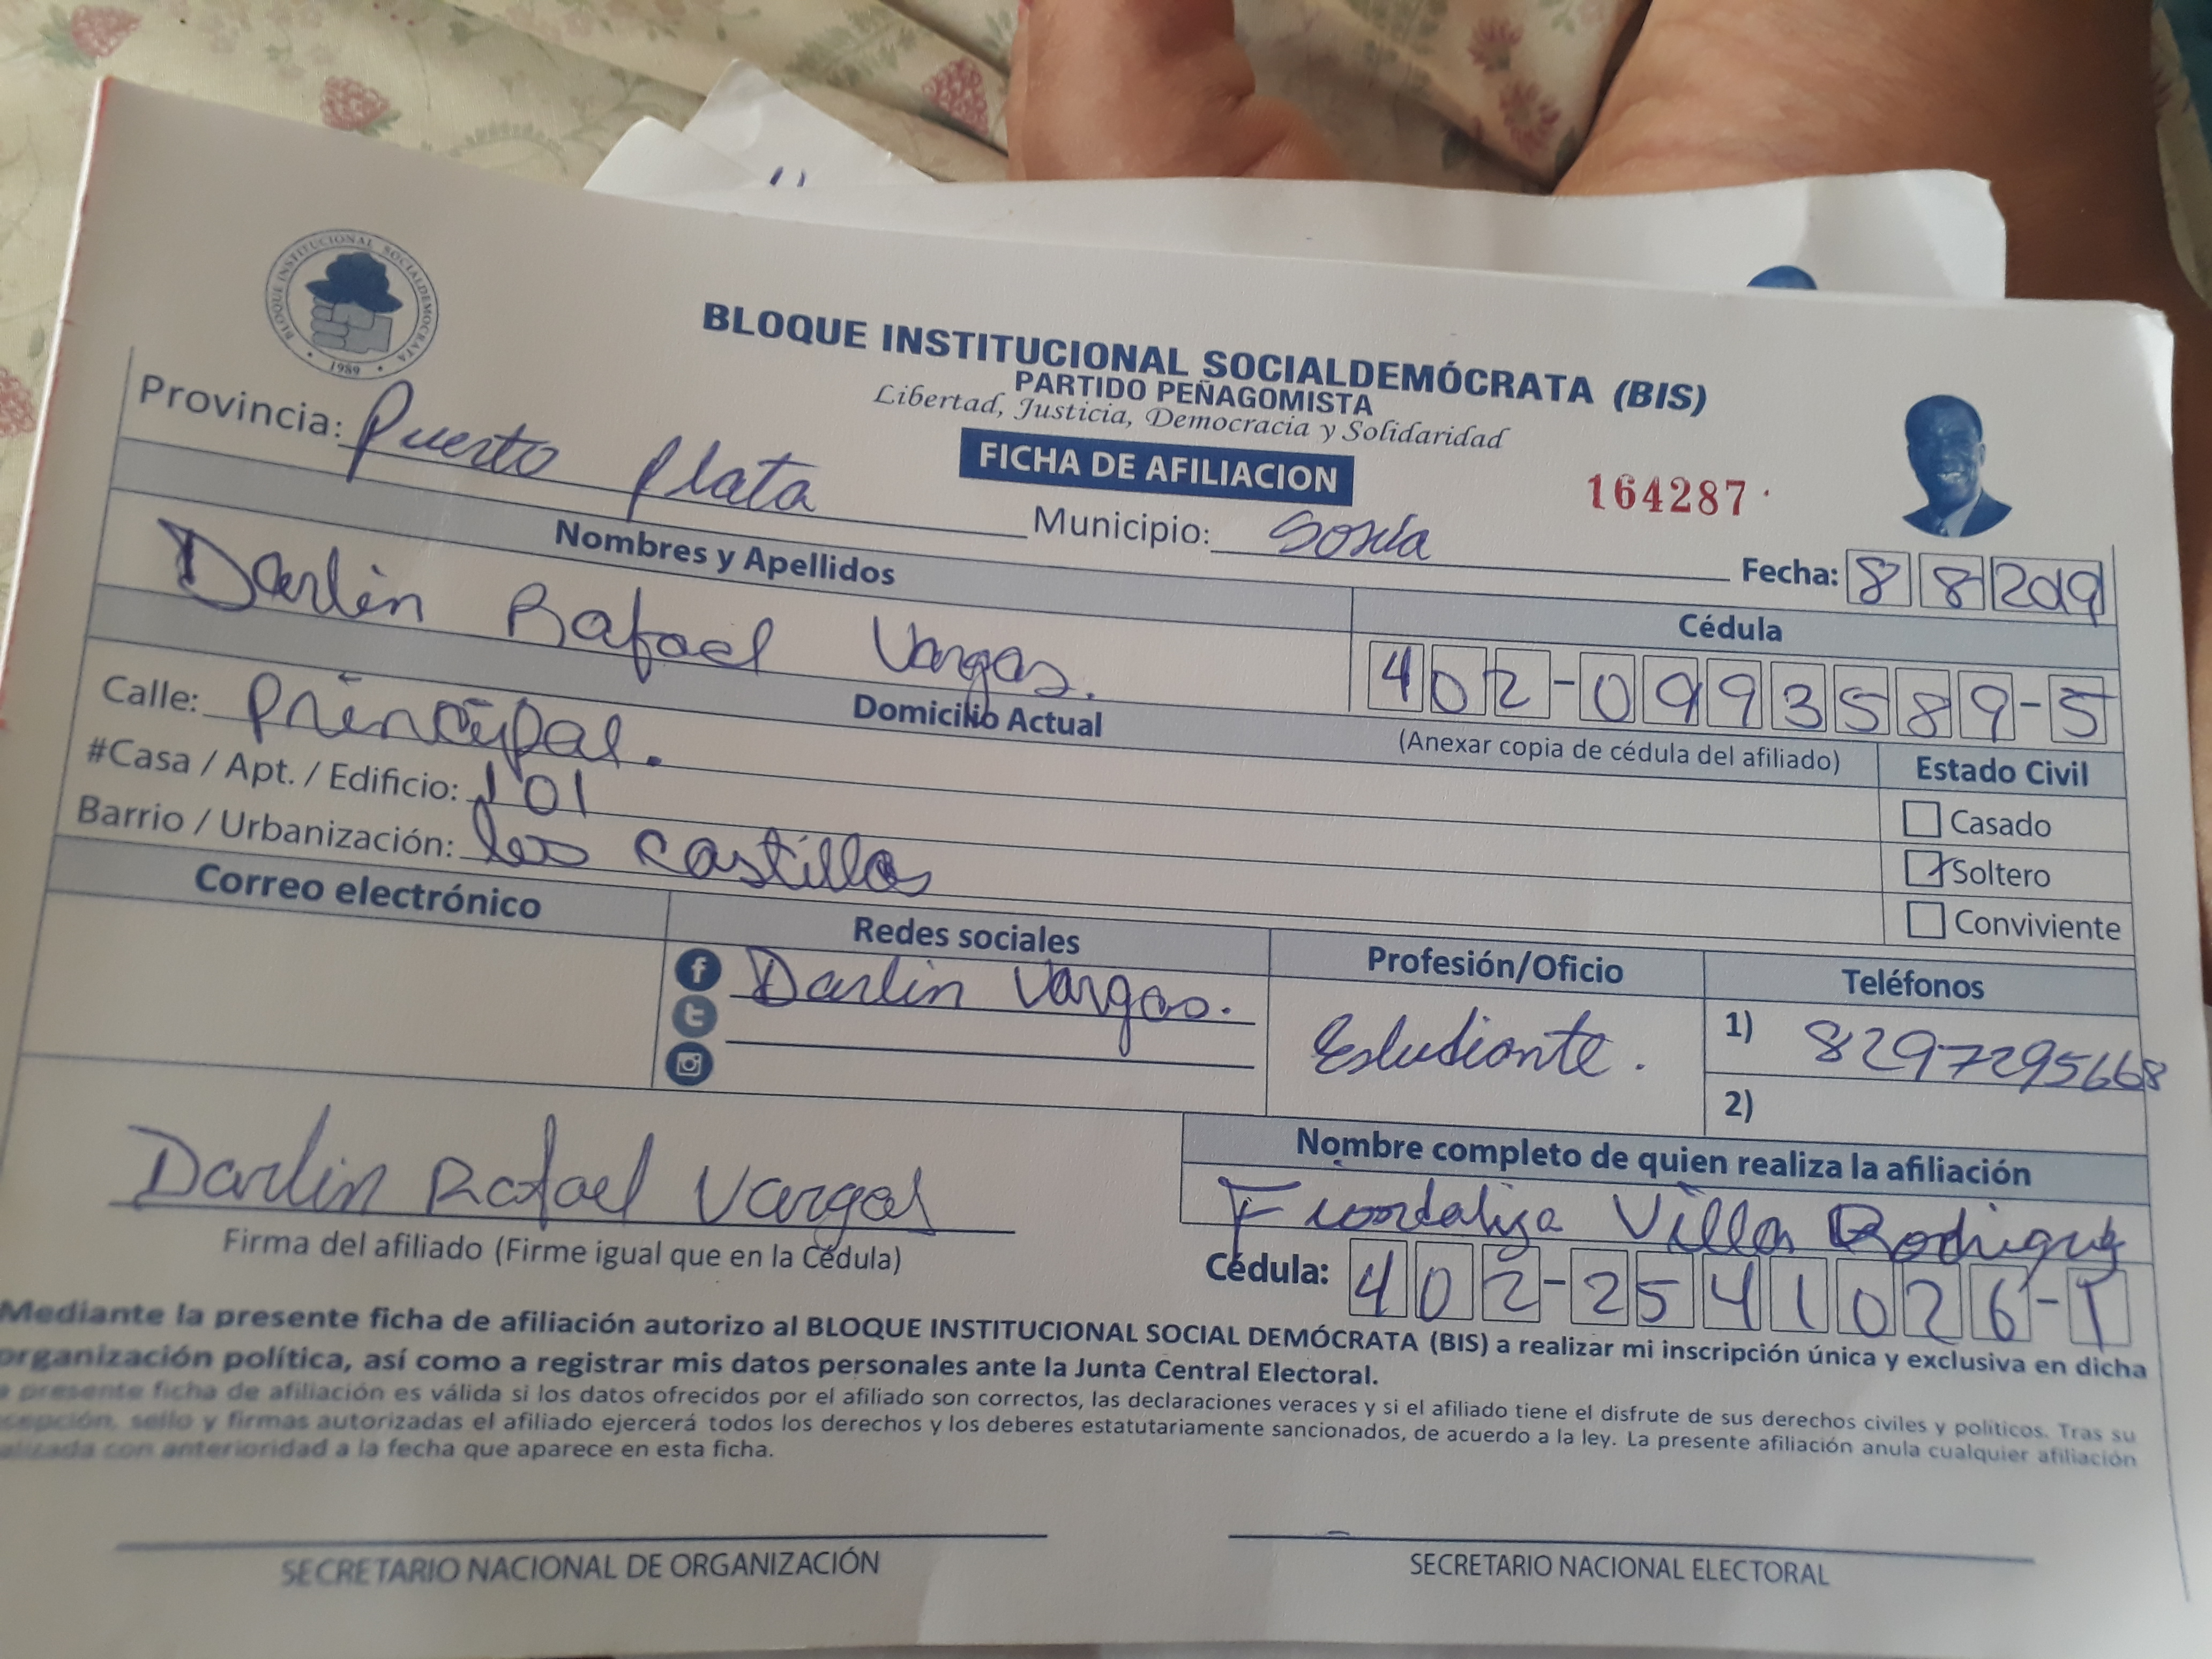 BLOQUE INSTITUCIONAL SOCIALDEMOCRATA
1989
BLOQUE INSTITUCIONAL SOCIALDEMÓCRATA (BIS)
PARTIDO PEÑAGOMISTA
Libertad, Justicia, Democracia y Solidaridad
FICHA DE AFILIACION
164287
Provincia: Puerto Plata Municipio: Sosúa Fecha: 8 8 2019
Nombres y Apellidos Cédula
Darlin Rafael Vargas. 402-0993589-5
Domicilio Actual (Anexar copia de cédula del afiliado) Estado Civil
Calle: Principal.
#Casa / Apt. / Edificio: 101 Casado
Barrio / Urbanización: los Castillos Soltero
Conviviente
Correo electrónico Redes sociales Profesión/Oficio Teléfonos
f Darlin Vargas. Estudiante. 1) 8297295668
2)
Nombre completo de quien realiza la afiliación
Darlin Rafael Vargas Villa
Firma del afiliado (Firme igual que en la Cédula) Cédula: 402-2541026-1
Mediante la presente ficha de afiliación autorizo al BLOQUE INSTITUCIONAL SOCIAL DEMÓCRATA (BIS) a realizar mi inscripción única y exclusiva en dicha
organización política, así como a registrar mis datos personales ante la Junta Central Electoral.
presente ficha de afiliación es válida si los datos ofrecidos por el afiliado son correctos, las declaraciones veraces y si el afiliado tiene el disfrute de sus derechos civiles y políticos. Tras su
sello y firmas autorizadas el afiliado ejercerá todos los derechos y los deberes estatutariamente sancionados, de acuerdo a la ley. La presente afiliación anula cualquier afiliación
con anterioridad a la fecha que aparece en esta ficha.
SECRETARIO NACIONAL DE ORGANIZACIÓN SECRETARIO NACIONAL ELECTORAL